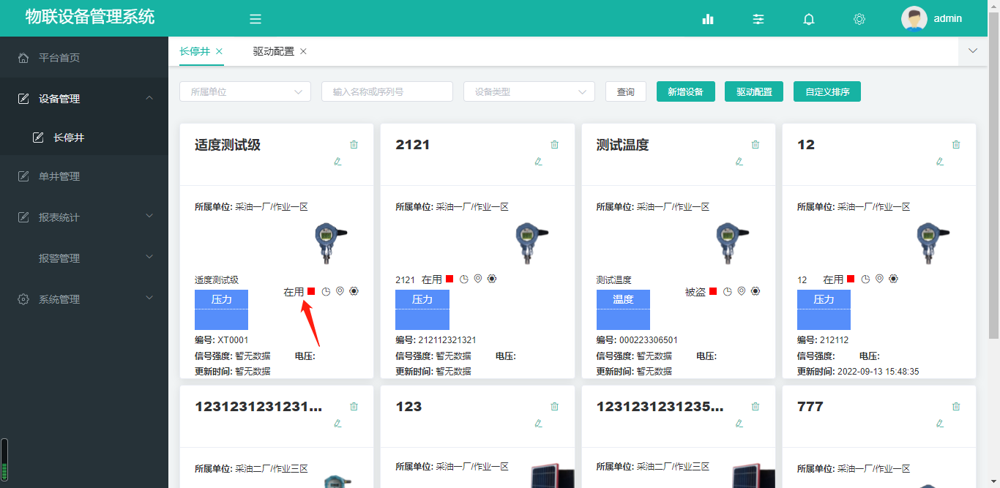 物联设备管理系统
admin
平台首页
设备管理
长停井
单井管理
报表统计
报警管理
系统管理
长停井
驱动配置
所属单位
输入名称或序列号
设备类型
查询
新增设备
驱动配置
自定义排序
适度测试级
所属单位: 采油一厂/作业一区
适度测试级
在用
压力
编号: XT0001
信号强度: 暂无数据 电压:
更新时间: 暂无数据
2121
所属单位: 采油一厂/作业一区
2121 在用
压力
编号: 212112321321
信号强度: 暂无数据 电压:
更新时间: 暂无数据
测试温度
所属单位: 采油一厂/作业一区
测试温度
被盗
温度
编号: 000223306501
信号强度: 暂无数据 电压:
更新时间: 暂无数据
12
所属单位: 采油一厂/作业一区
12 在用
压力
编号: 212112
信号强度: 电压:
更新时间: 2022-09-13 15:48:35
1231231231231...
所属单位: 采油二厂/作业三区
123
所属单位: 采油一厂/作业一区
1231231231235...
所属单位: 采油二厂/作业三区
777
所属单位: 采油一厂/作业一区